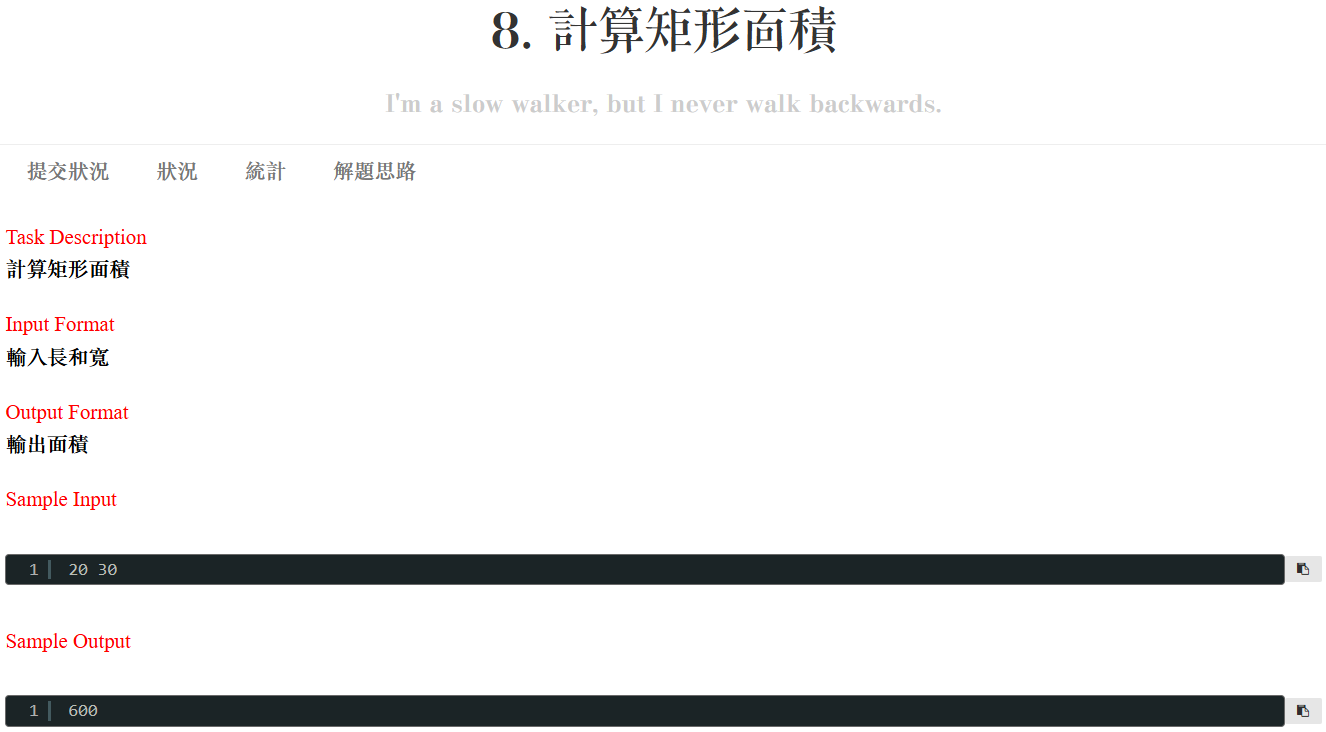 8. 計算矩形面積
I'm a slow walker, but I never walk backwards.
提交狀況 狀況 統計 解題思路
Task Description
計算矩形面積
Input Format
輸入長和寬
Output Format
輸出面積
Sample Input
1 20 30
Sample Output
1 600